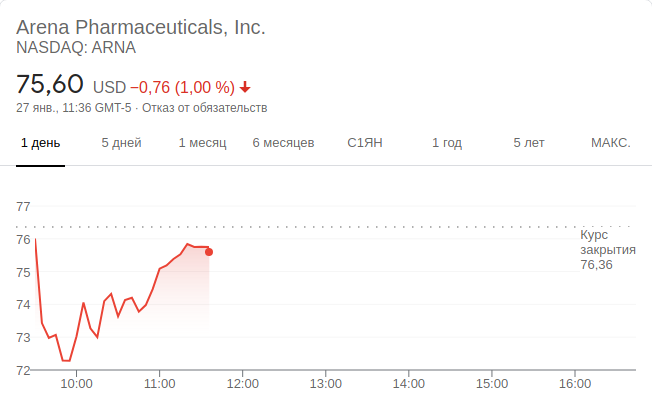 Arena Pharmaceuticals, Inc.
NASDAQ: ARNA
75,60 USD −0,76 (1,00 %)
27 янв., 11:36 GMT-5 · Отказ от обязательств
1 день 5 дней 1 месяц 6 месяцев С1ЯН 1 год 5 лет МАКС.
77
76
75
74
73
72
Курс
закрытия
76,36
10:00 11:00 12:00 13:00 14:00 15:00 16:00